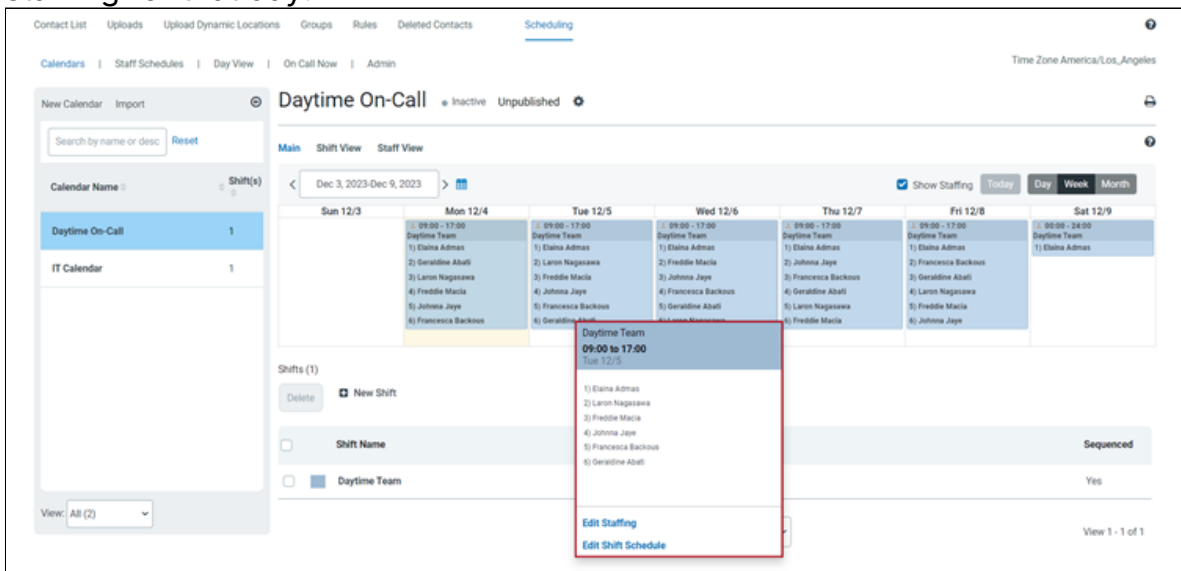 Contact List Uploads Upload Dynamic Locations Groups Rules Deleted Contacts Scheduling
Calendars | Staff Schedules | Day View | On Call Now | Admin Time Zone America/Los_Angeles
New Calendar Import
Daytime On-Call Inactive Unpublished
Search by name or desc Reset
Main Shift View Staff View
Calendar Name Shift(s)
Dec 3, 2023-Dec 9, 2023 Show Staffing Today Day Week Month
Sun 12/3 Mon 12/4 Tue 12/5 Wed 12/6 Thu 12/7 Fri 12/8 Sat 12/9
09:00 - 17:00 09:00 - 17:00 09:00 - 17:00 09:00 - 17:00 09:00 - 17:00 00:00 - 24:00
Daytime Team Daytime Team Daytime Team Daytime Team Daytime Team Daytime Team
Daytime On-Call 1
1) Elaina Admas 1) Elaina Admas 1) Elaina Admas 1) Elaina Admas 1) Elaina Admas 1) Elaina Admas
2) Geraldine Abati 2) Laron Nagasawa 2) Freddie Macia 2) Johnna Jaye 2) Francesca Backous
IT Calendar 1
3) Laron Nagasawa 3) Freddie Macia 3) Johnna Jaye 3) Francesca Backous 3) Geraldine Abati
4) Freddie Macia 4) Johnna Jaye 4) Francesca Backous 4) Geraldine Abati 4) Laron Nagasawa
5) Johnna Jaye 5) Francesca Backous 5) Geraldine Abati 5) Laron Nagasawa 5) Freddie Macia
6) Francesca Backous 6) Geraldine 6) Freddie Macia 6) Johnna Jaye
Daytime Team
09:00 to 17:00
Tue 12/5
1) Elaina Admas
2) Laron Nagasawa
3) Freddie Macia
4) Johnna Jaye
5) Francesca Backous
6) Geraldine Abati
Edit Staffing
Edit Shift Schedule
Shifts (1)
Delete New Shift
Shift Name Sequenced
Daytime Team Yes
View: All (2)
View 1 - 1 of 1